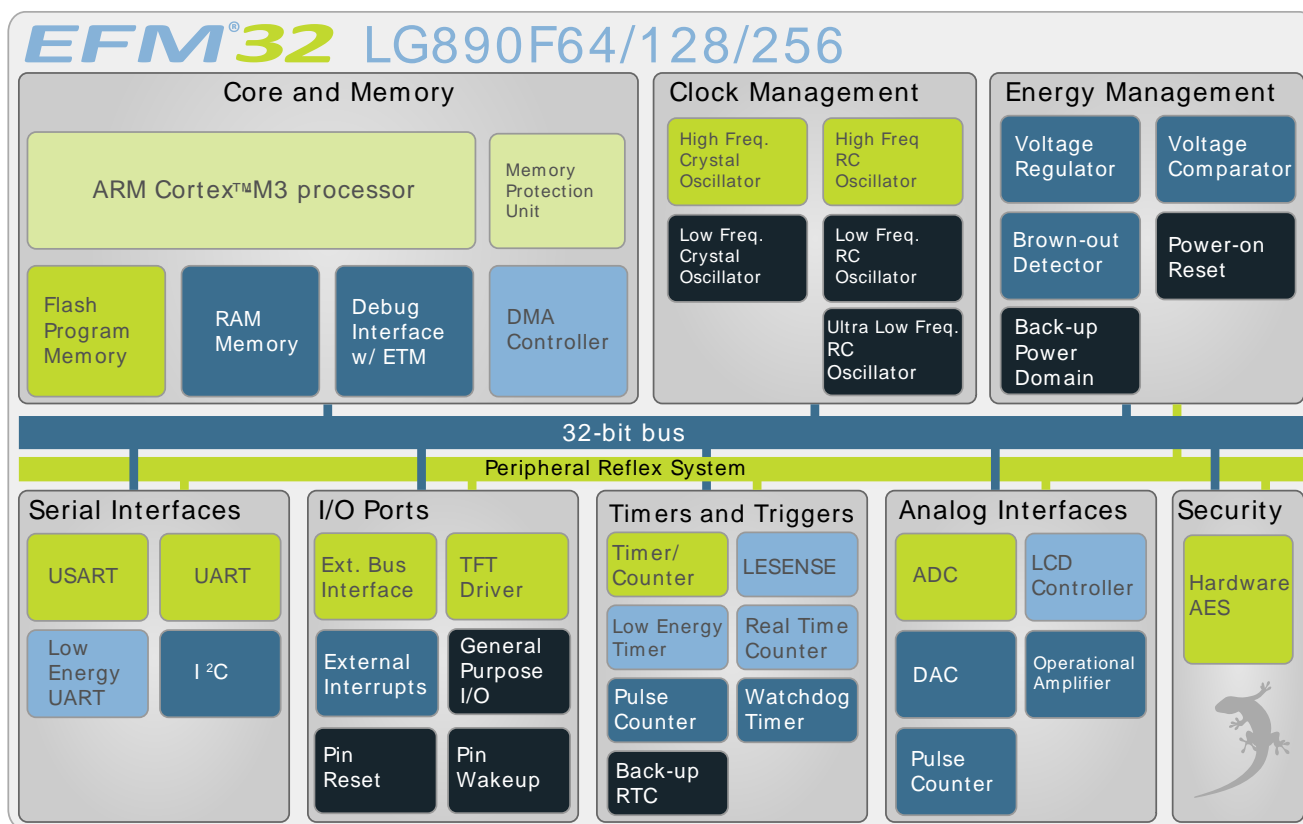 EFM®32 LG890F64/128/256
Core and Memory
ARM Cortex™M3 processor
Memory
Protection
Unit
Flash
Program
Memory
RAM
Memory
Debug
Interface
w/ ETM
DMA
Controller
Clock Management
High Freq.
Crystal
Oscillator
High Freq
RC
Oscillator
Low Freq.
Crystal
Oscillator
Low Freq.
RC
Oscillator
Ultra Low Freq.
RC
Oscillator
Energy Management
Voltage
Regulator
Voltage
Comparator
Brown-out
Detector
Power-on
Reset
Back-up
Power
Domain
32-bit bus
Peripheral Reflex System
Serial Interfaces
USART
UART
Low
Energy
UART
I²C
I/O Ports
Ext. Bus
Interface
TFT
Driver
External
Interrupts
General
Purpose
I/O
Pin
Reset
Pin
Wakeup
Timers and Triggers
Timer/
Counter
LESENSE
Low Energy
Timer
Real Time
Counter
Pulse
Counter
Watchdog
Timer
Back-up
RTC
Analog Interfaces
ADC
LCD
Controller
DAC
Operational
Amplifier
Pulse
Counter
Security
Hardware
AES